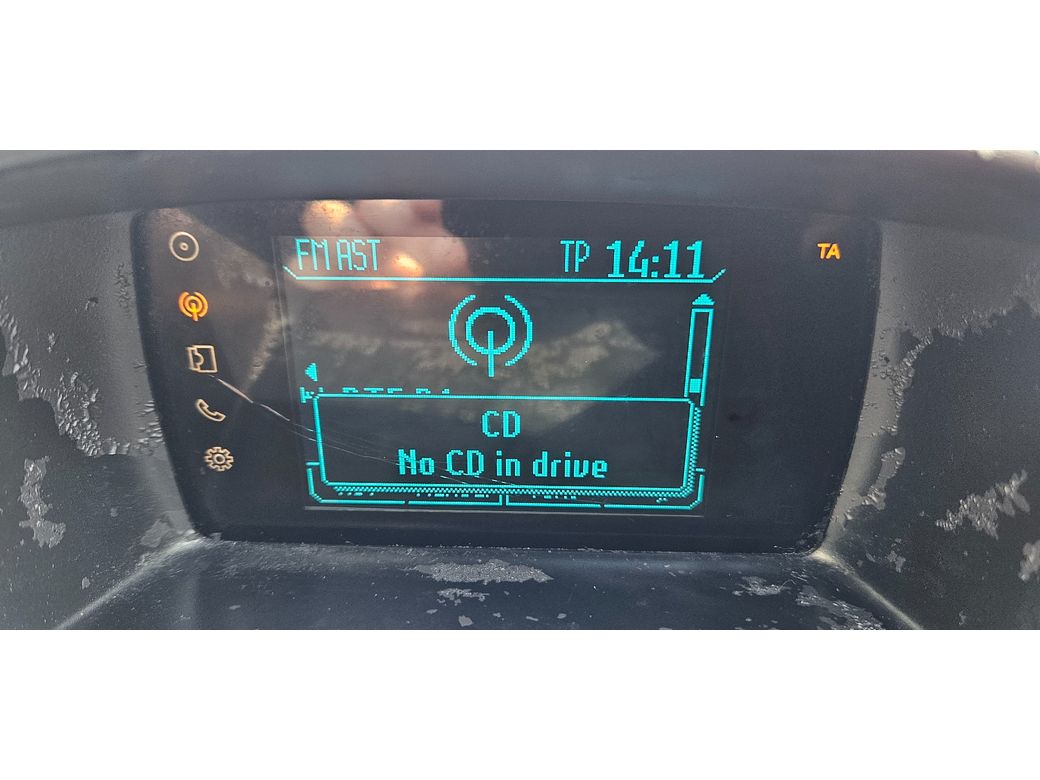 FM AST TP 14:11 TA
CD
No CD in drive